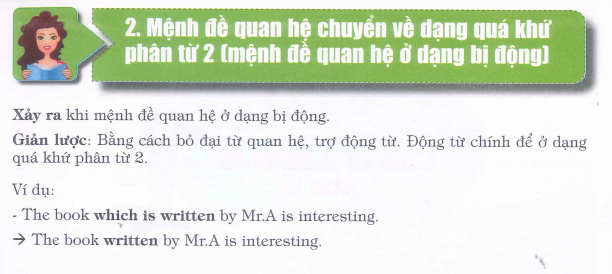 2. Mệnh đề quan hệ chuyển về dạng quá khứ
phân từ 2 (mệnh đề quan hệ ở dạng bị động)
Xảy ra khi mệnh đề quan hệ ở dạng bị động.
Giản lược: Bằng cách bỏ đại từ quan hệ, trợ động từ. Động từ chính để ở dạng
quá khứ phân từ 2.
Ví dụ:
- The book which is written by Mr.A is interesting.
→ The book written by Mr.A is interesting.